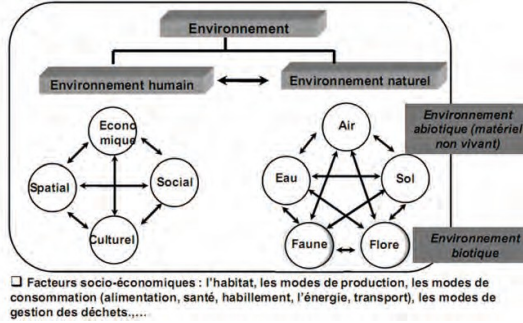 Environnement
Environnement humain
Environnement naturel
Econo
mique
Spatial
Social
Culturel
Air
Eau
Sol
Faune
Flore
Environnement
abiotique (matériel
non vivant)
Environnement
biotique
❑ Facteurs socio-économiques : l'habitat, les modes de production, les modes de
consommation (alimentation, santé, habillement, l'énergie, transport), les modes de
gestion des déchets.,…